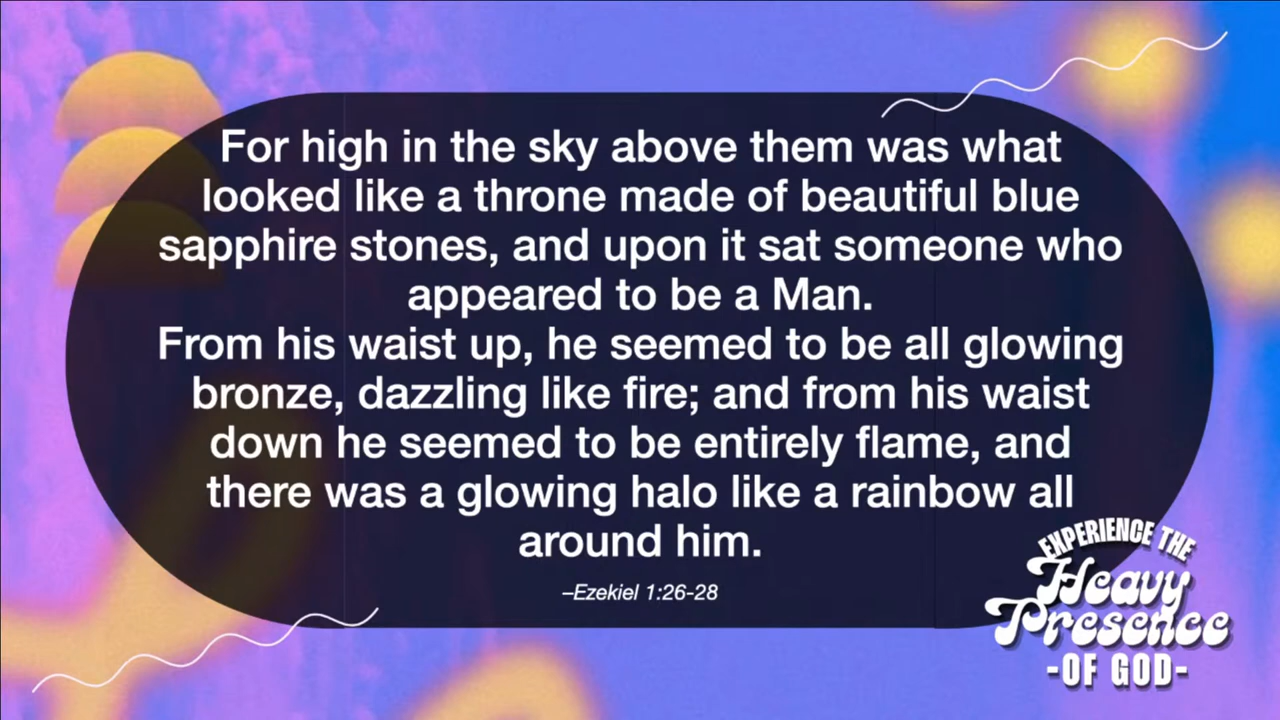 For high in the sky above them was what
looked like a throne made of beautiful blue
sapphire stones, and upon it sat someone who
appeared to be a Man.
From his waist up, he seemed to be all glowing
bronze, dazzling like fire; and from his waist
down he seemed to be entirely flame, and
there was a glowing halo like a rainbow all
around him.
–Ezekiel 1:26-28
EXPERIENCE THE
Heavy
Presence
-OF GOD-